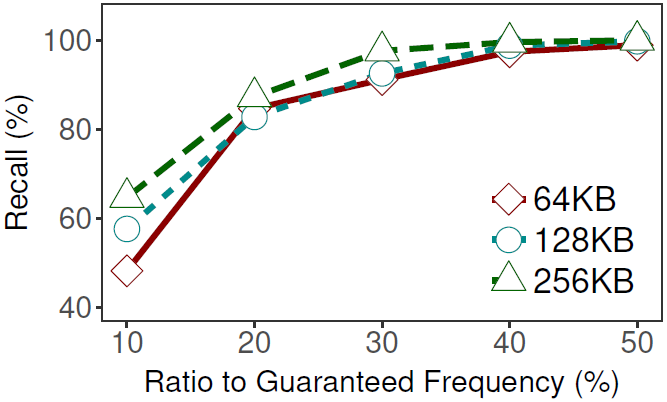 Recall (%)
100
80
60
40
64KB
128KB
256KB
10 20 30 40 50
Ratio to Guaranteed Frequency (%)